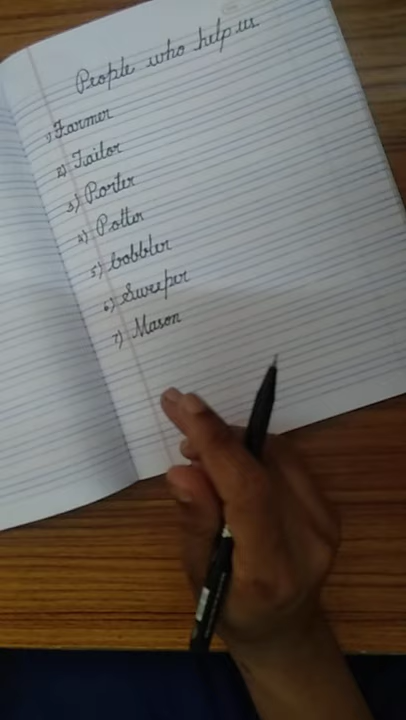 People who help us.
1) Farmer
2) Tailor
3) Porter
4) Potter
5) Cobbler
6) Sweeper
7) Mason